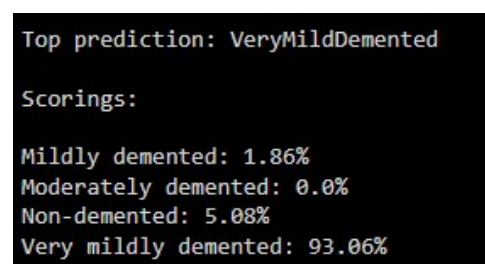 Top prediction: VeryMildDemented
Scorings:
Mildly demented: 1.86%
Moderately demented: 0.0%
Non-demented: 5.08%
Very mildly demented: 93.06%